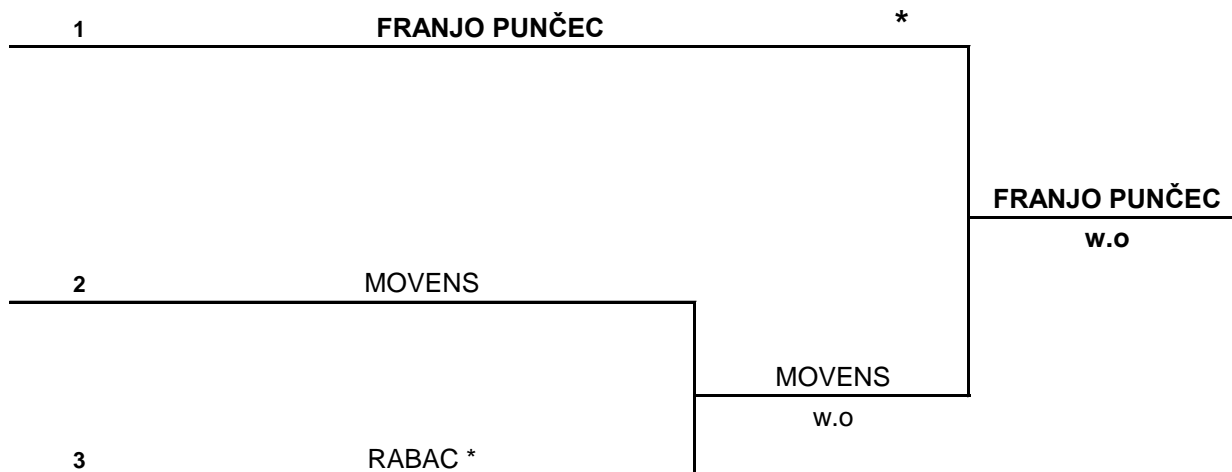 1 FRANJO PUNČEC *
FRANJO PUNČEC
w.o
2 MOVENS
MOVENS
w.o
3 RABAC *